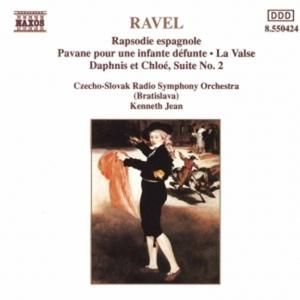 NAXOS
DDD
8.550424
RAVEL
Rapsodie espagnole
Pavane pour une infante défunte • La Valse
Daphnis et Chloé, Suite No. 2
Czecho-Slovak Radio Symphony Orchestra
(Bratislava)
Kenneth Jean